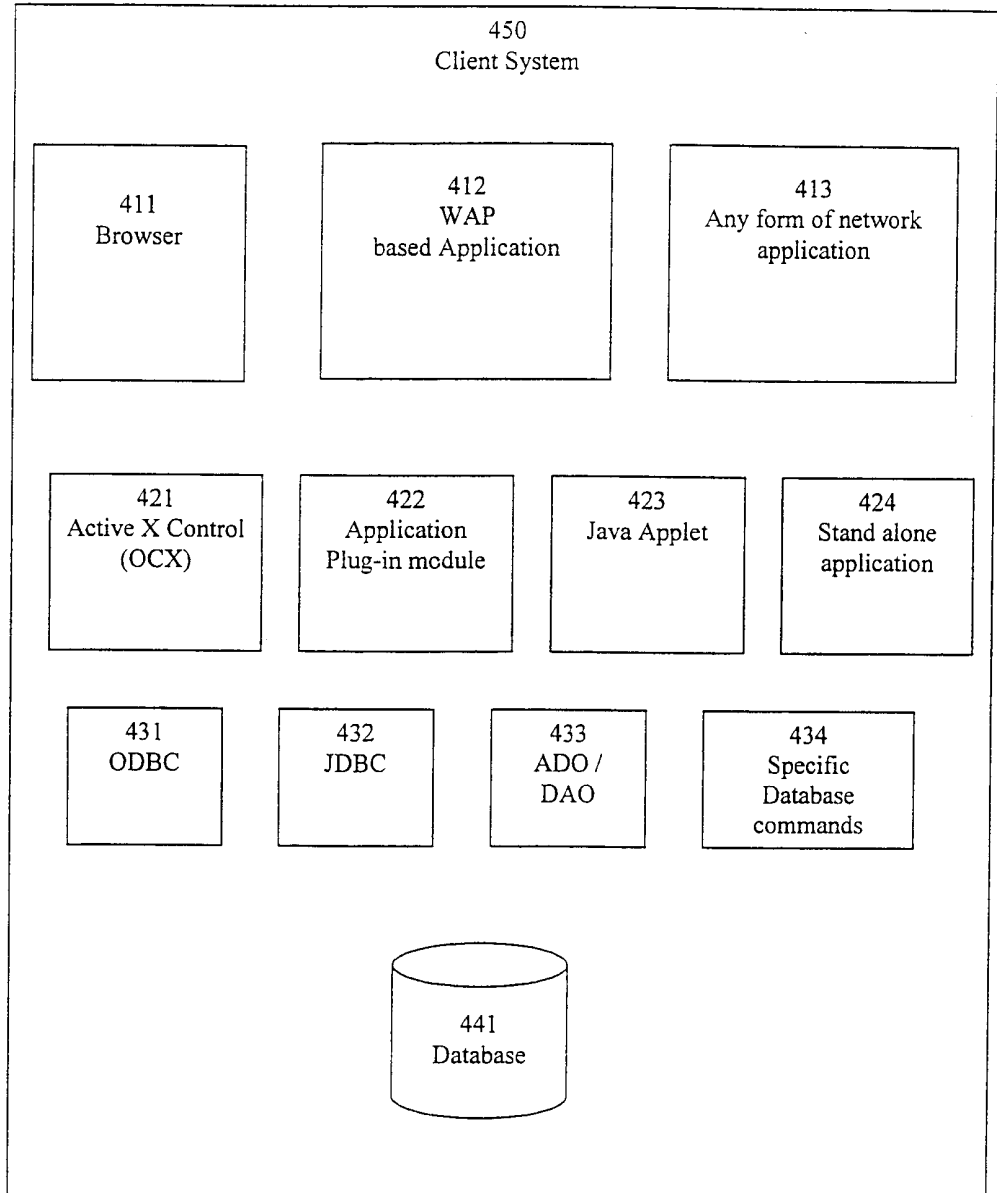 450
Client System
411
Browser
412
WAP
based Application
413
Any form of network
application
421
Active X Control
(OCX)
422
Application
Plug-in module
423
Java Applet
424
Stand alone
application
431
ODBC
432
JDBC
433
ADO /
DAO
434
Specific
Database
commands
441
Database